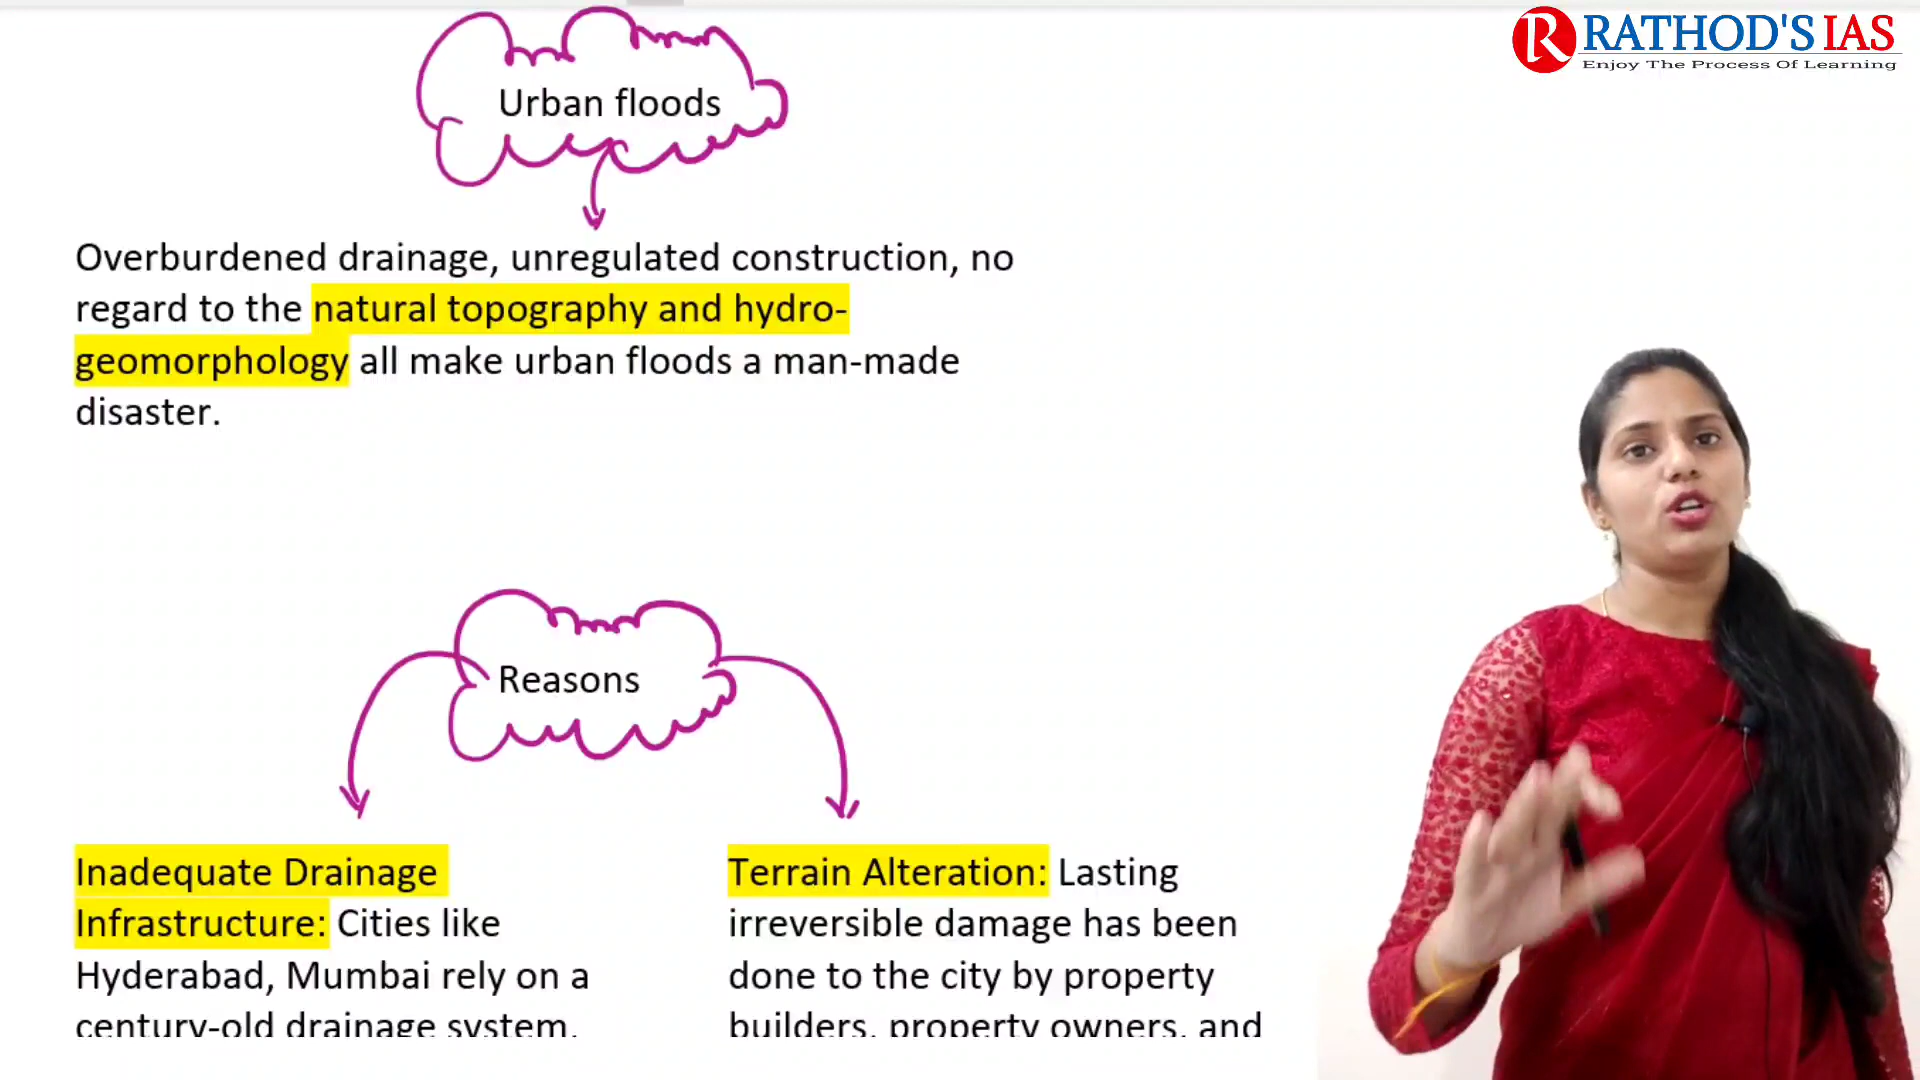 RATHOD'S IAS
Enjoy The Process Of Learning
Urban floods
Overburdened drainage, unregulated construction, no
regard to the natural topography and hydro-
geomorphology all make urban floods a man-made
disaster.
Reasons
Inadequate Drainage
Infrastructure: Cities like
Hyderabad, Mumbai rely on a
century-old drainage system,
Terrain Alteration: Lasting
irreversible damage has been
done to the city by property
builders, property owners, and